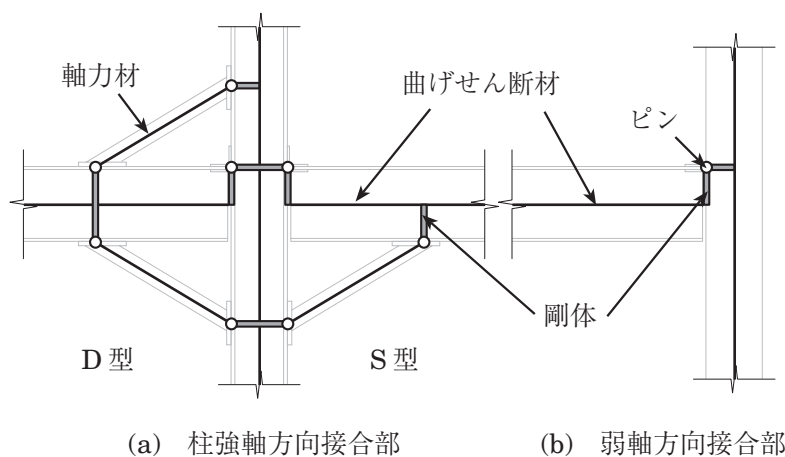 軸力材
曲げせん断材
ピン
剛体
D 型
S 型
(a) 柱強軸方向接合部
(b) 弱軸方向接合部